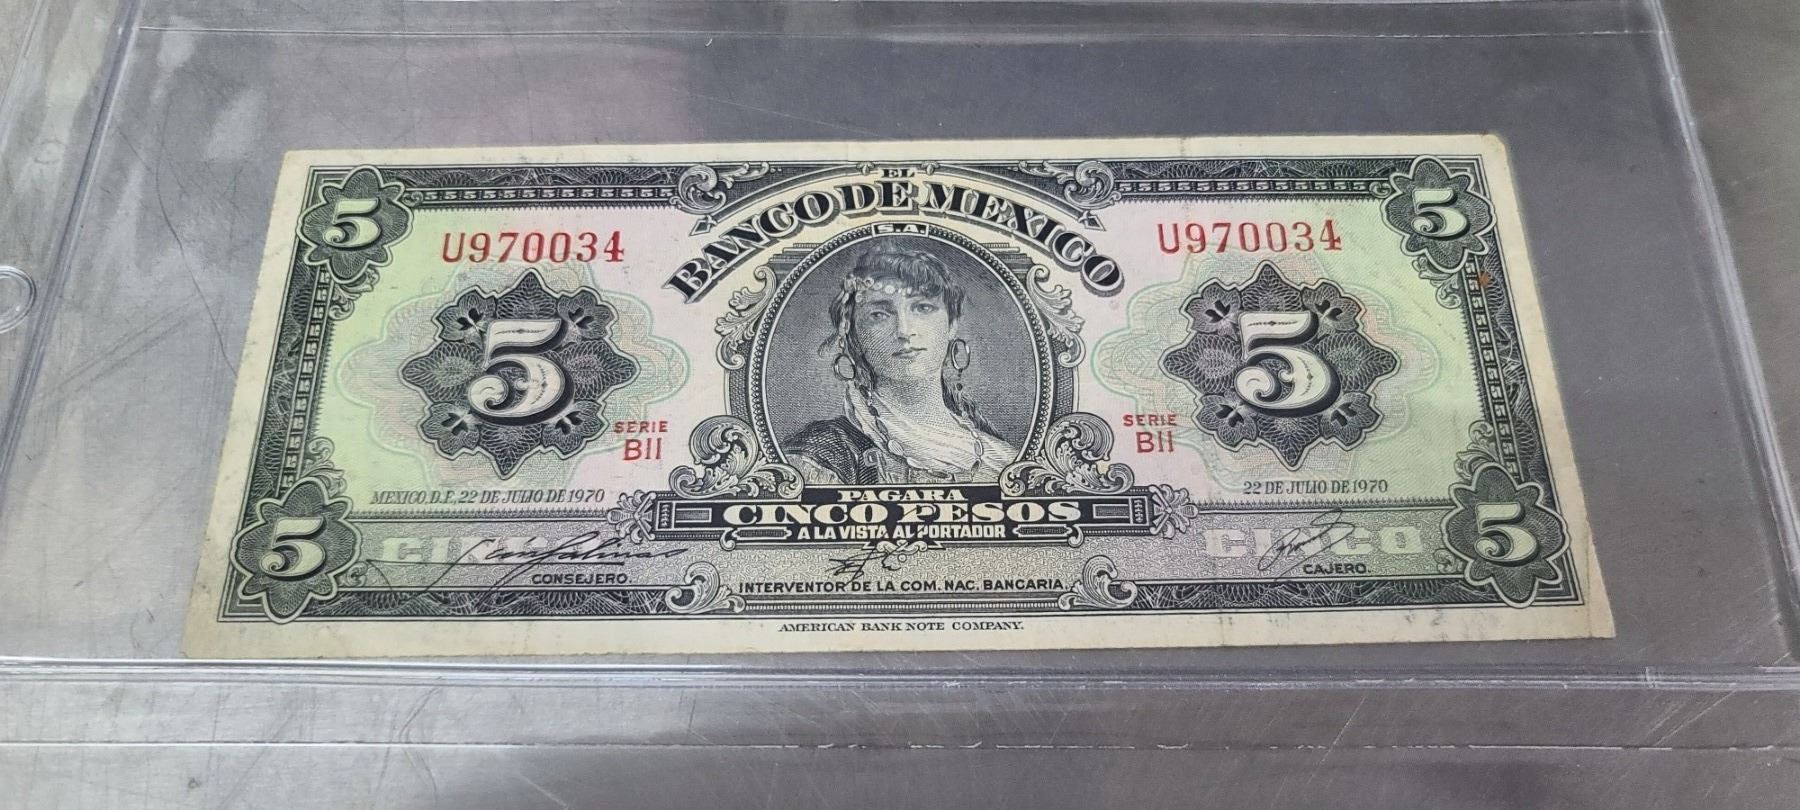 5
EL
BANCO DE MEXICO
S.A.
5
U970034
U970034
5
5
SERIE
BII
SERIE
BII
MEXICO, D.F., 22 DE JULIO DE 1970
22 DE JULIO DE 1970
PAGARA
CINCO PESOS
A LA VISTA AL PORTADOR
5
CINCO
CINCO
5
CONSEJERO.
INTERVENTOR DE LA COM. NAC. BANCARIA.
CAJERO.
AMERICAN BANK NOTE COMPANY.